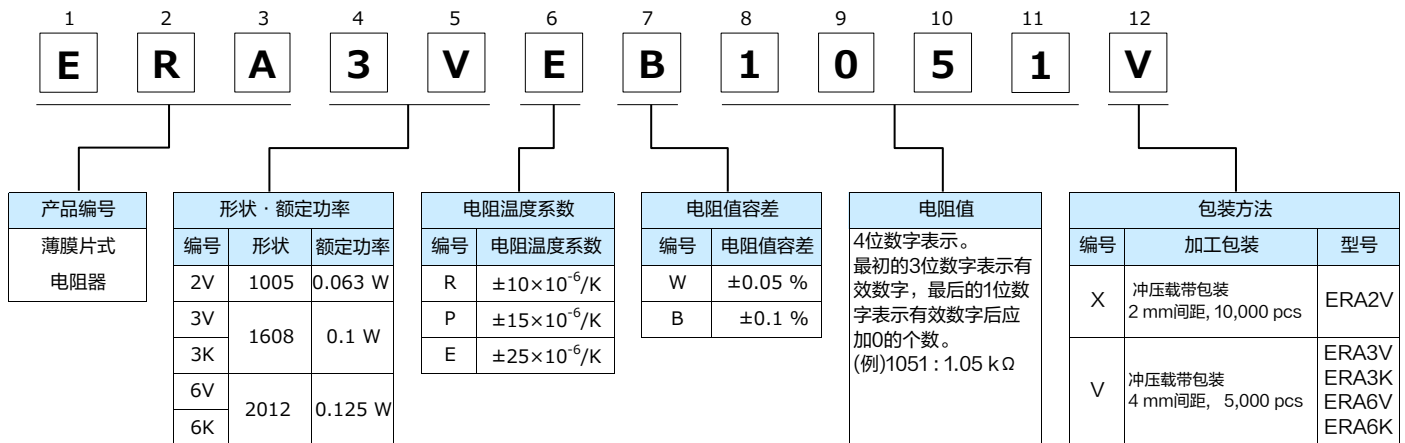 1 2 3 4 5 6 7 8 9 10 11 12
E R A 3 V E B 1 0 5 1 V
产品编号
薄膜片式
电阻器
形状・额定功率
编号 形状 额定功率
2V 1005 0.063 W
3V
1608 0.1 W
3K
6V
2012 0.125 W
6K
电阻温度系数
编号 电阻温度系数
R ±10×10⁻⁶/K
P ±15×10⁻⁶/K
E ±25×10⁻⁶/K
电阻值容差
编号 电阻值容差
W ±0.05 %
B ±0.1 %
电阻值
4位数字表示。
最初的3位数字表示有
效数字，最后的1位数
字表示有效数字后应
加0的个数。
(例)1051 : 1.05 kΩ
包装方法
编号 加工包装 型号
X 冲压载带包装 ERA2V
2 mm间距, 10,000 pcs
V 冲压载带包装
4 mm间距, 5,000 pcs
ERA3V
ERA3K
ERA6V
ERA6K